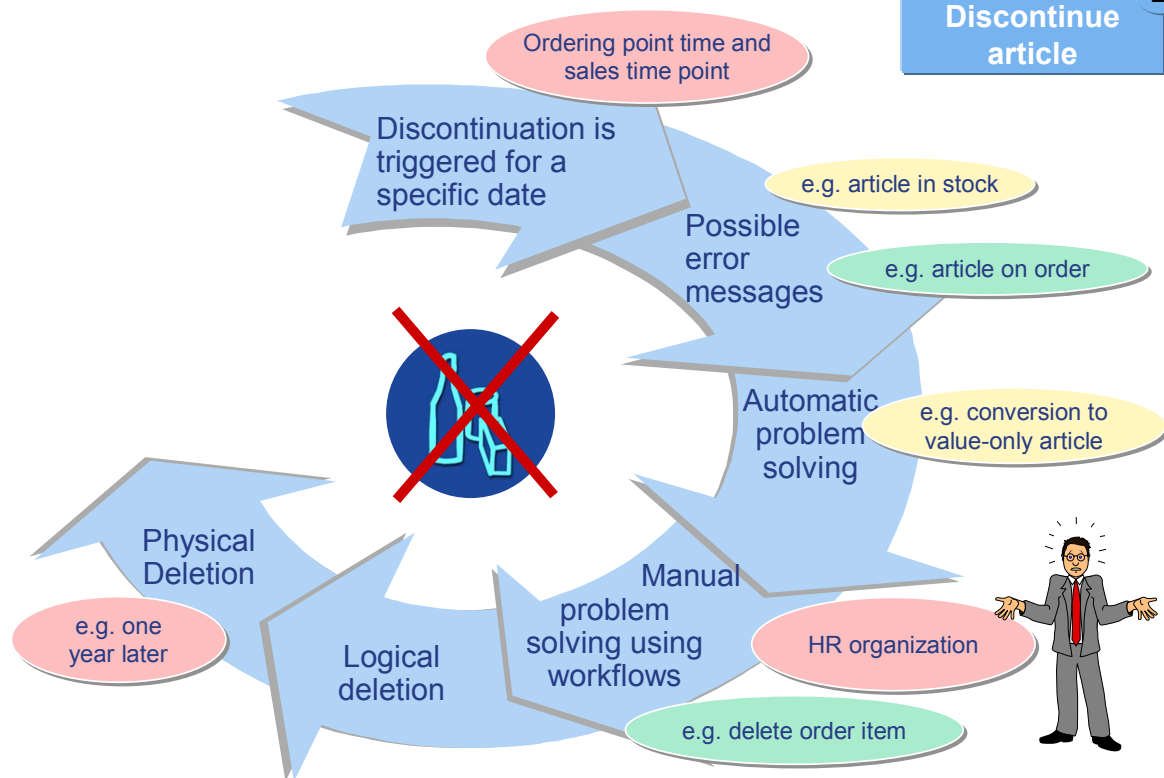 Discontinue
article
Ordering point time and
sales time point
Discontinuation is
triggered for a
specific date
e.g. article in stock
Possible
error
messages
e.g. article on order
Automatic
problem
solving
e.g. conversion to
value-only article
Manual
problem
solving using
workflows
HR organization
e.g. delete order item
Logical
deletion
Physical
Deletion
e.g. one
year later